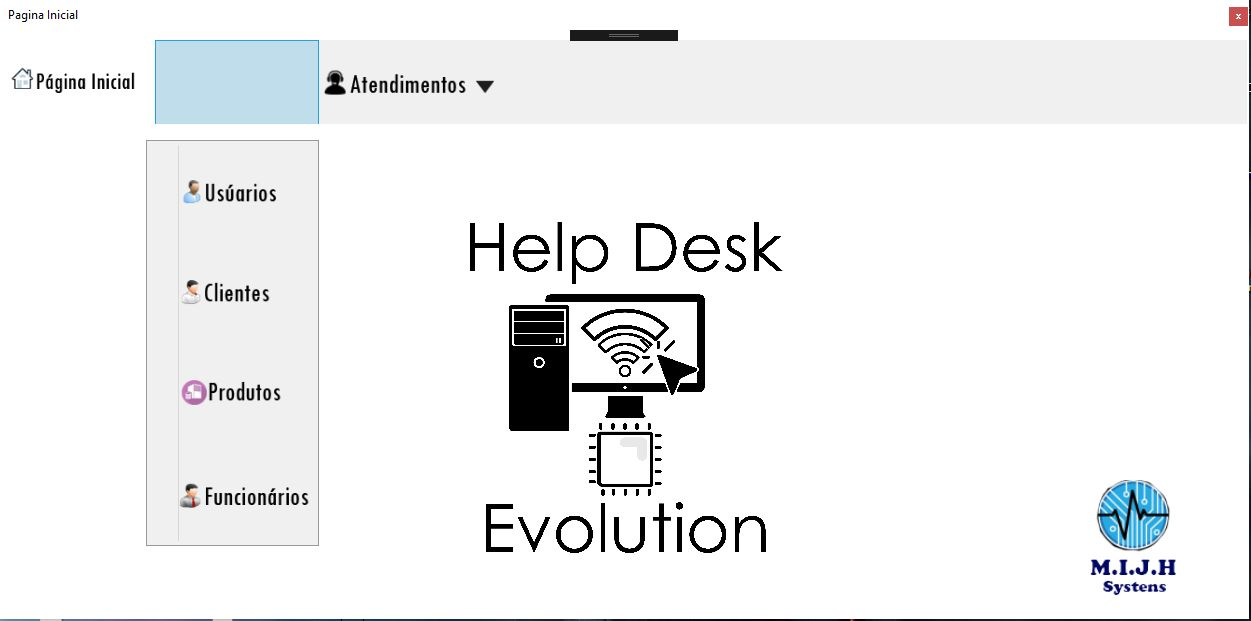 Pagina Inicial
x
Página Inicial
Atendimentos
Usúarios
Clientes
Produtos
Funcionários
Help Desk
Evolution
M.I.J.H
Systens